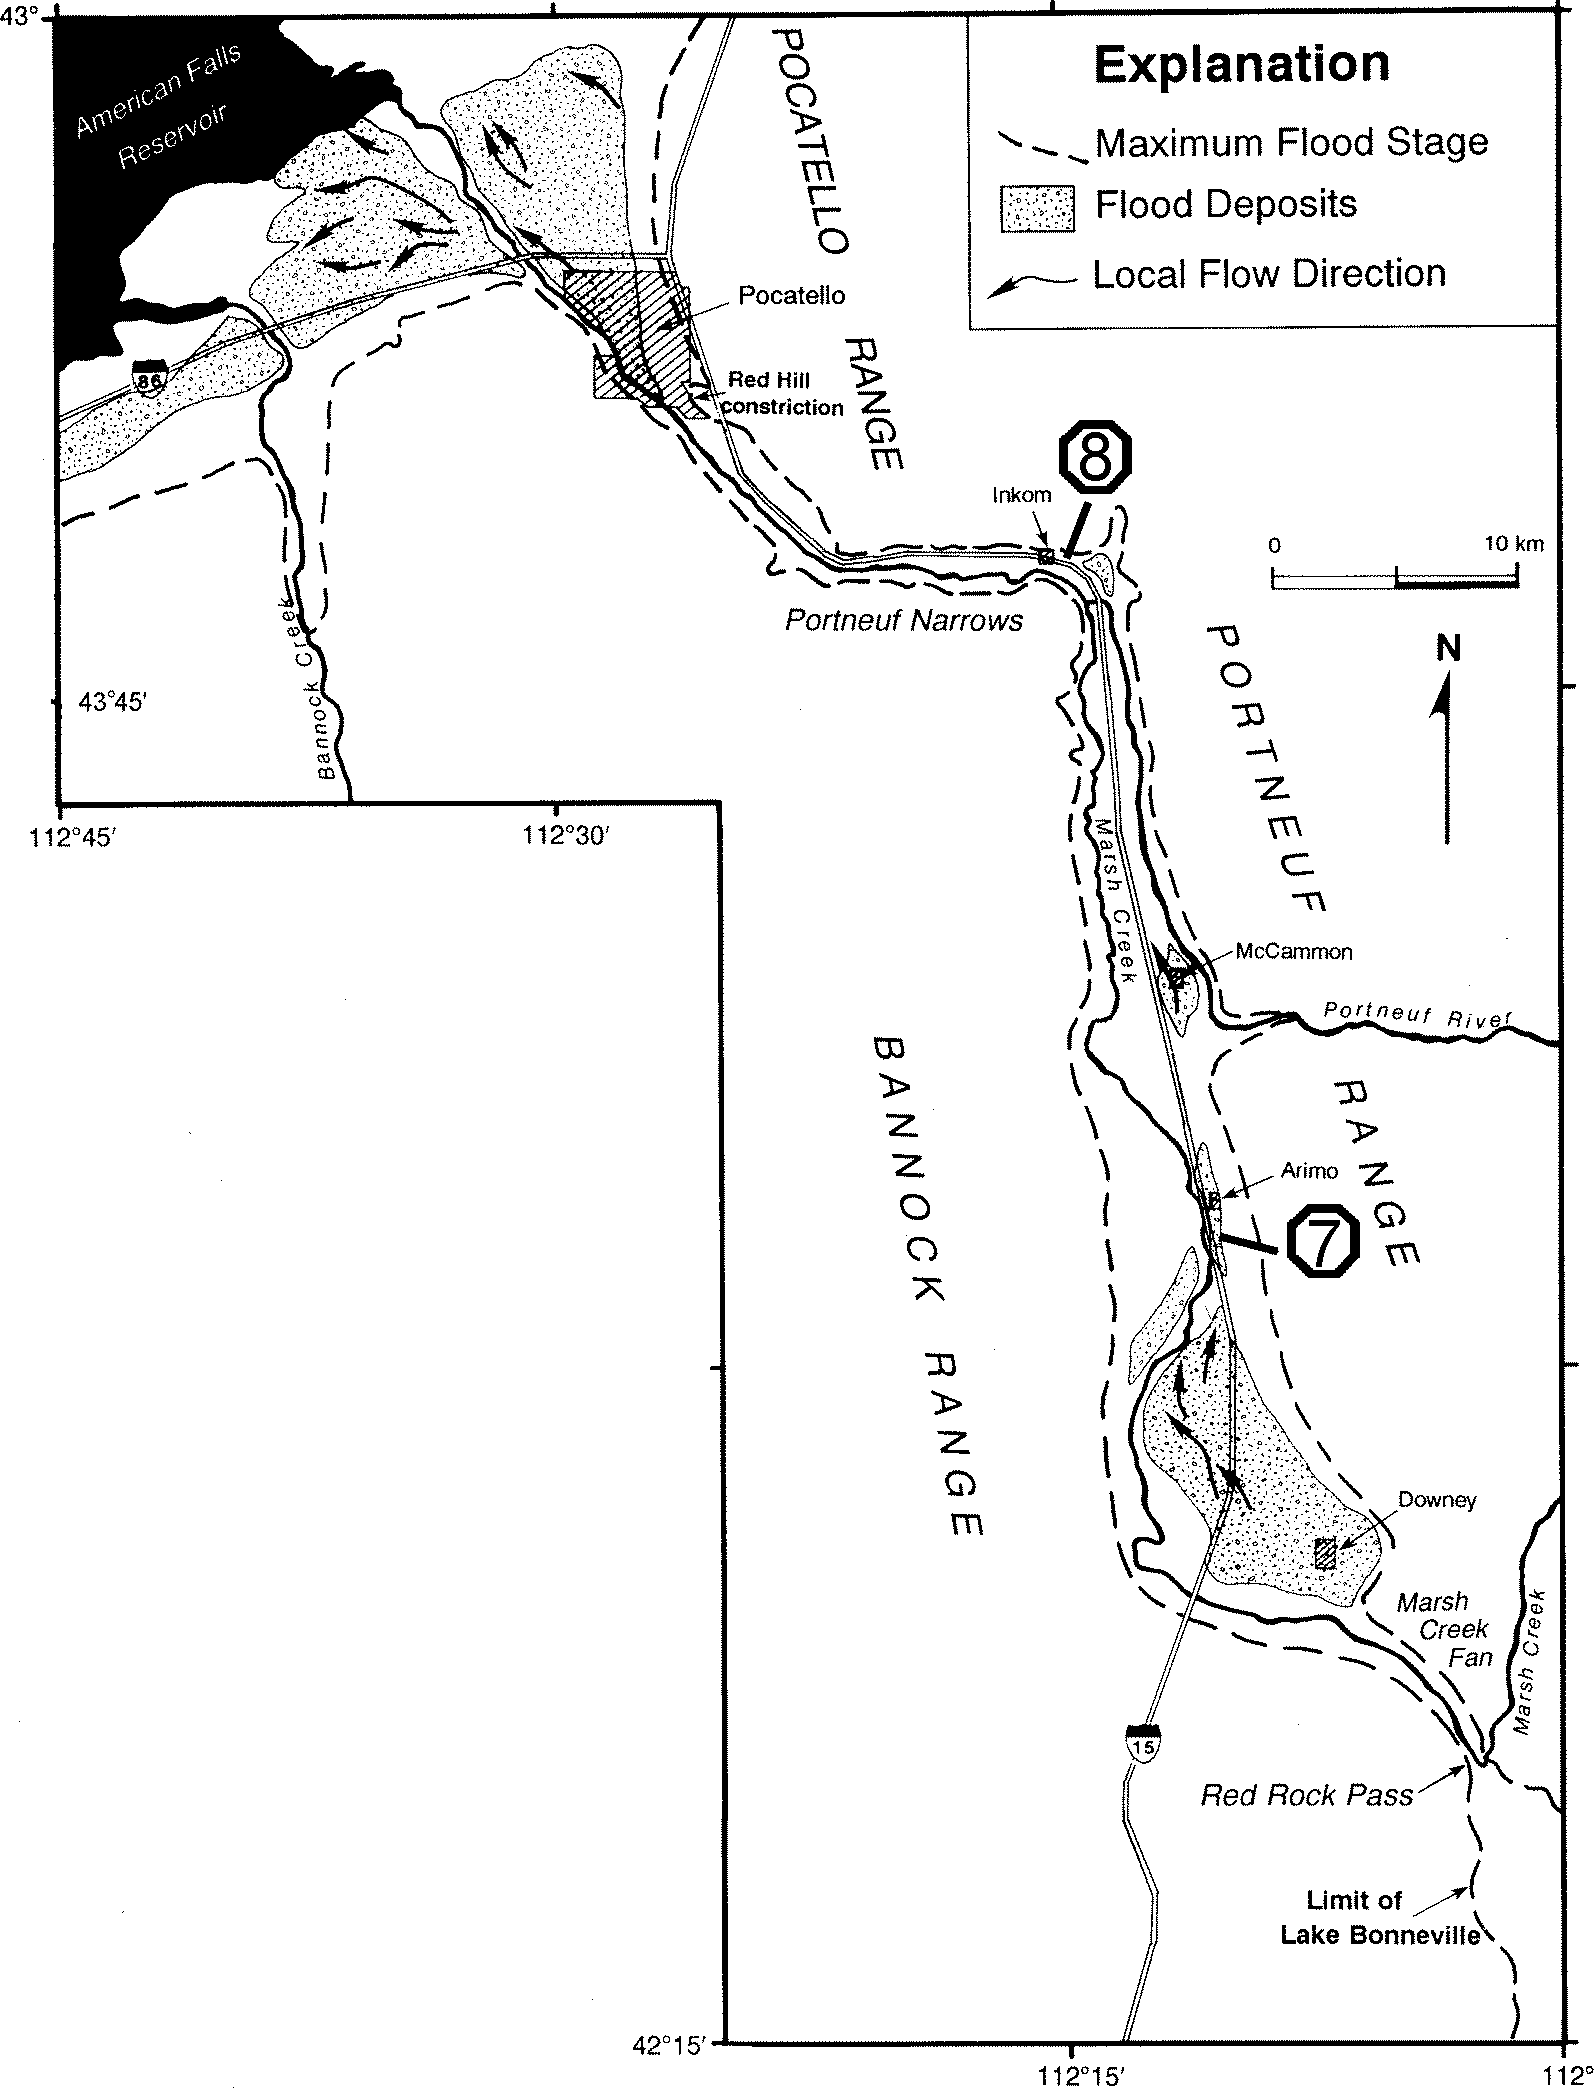 43°
American Falls
Reservoir
POCATELLO
RANGE
Explanation
Maximum Flood Stage
Flood Deposits
Local Flow Direction
Pocatello
86
Red Hill
constriction
8
Inkom
0 10 km
Portneuf Narrows
N
Bannock Creek
43°45'
PORTNEUF
RANGE
112°45'
112°30'
Marsh Creek
McCammon
Portneuf River
BANNOCK RANGE
Arimo
7
Downey
Marsh
Creek
Fan
Marsh Creek
15
Red Rock Pass
Limit of
Lake Bonneville
42°15'
112°15'
112°